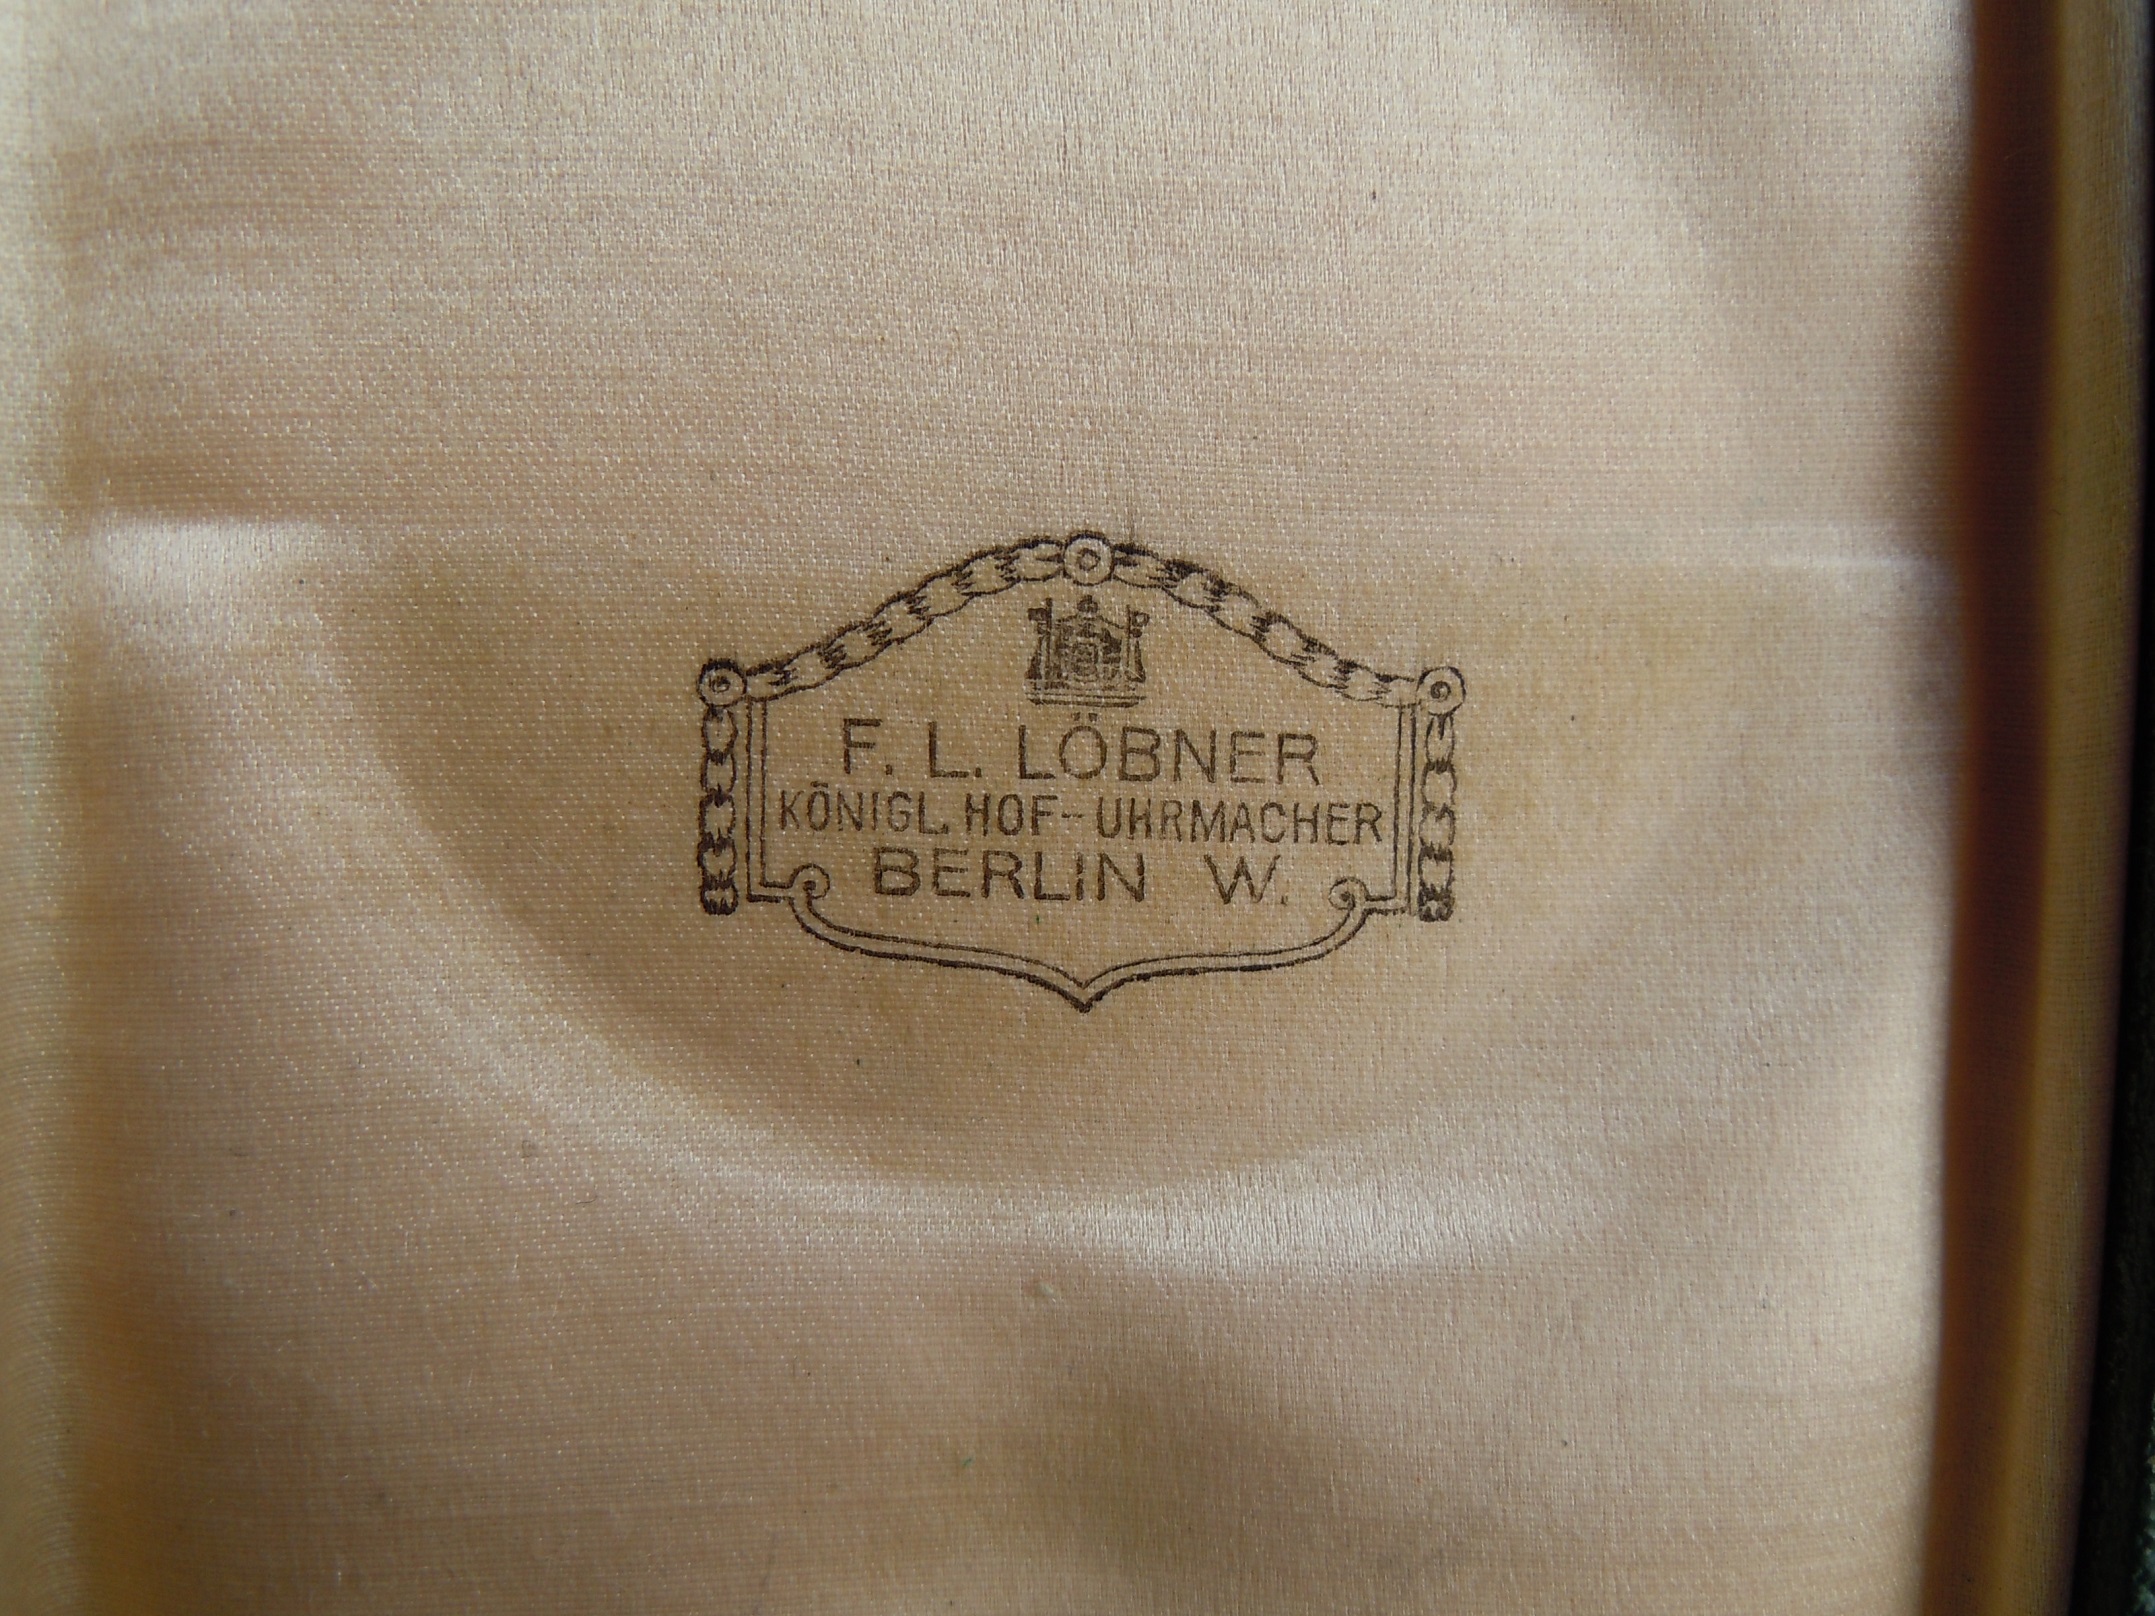 F. L. LÖBNER
KÖNIGL. HOF-UHRMACHER
BERLIN W.